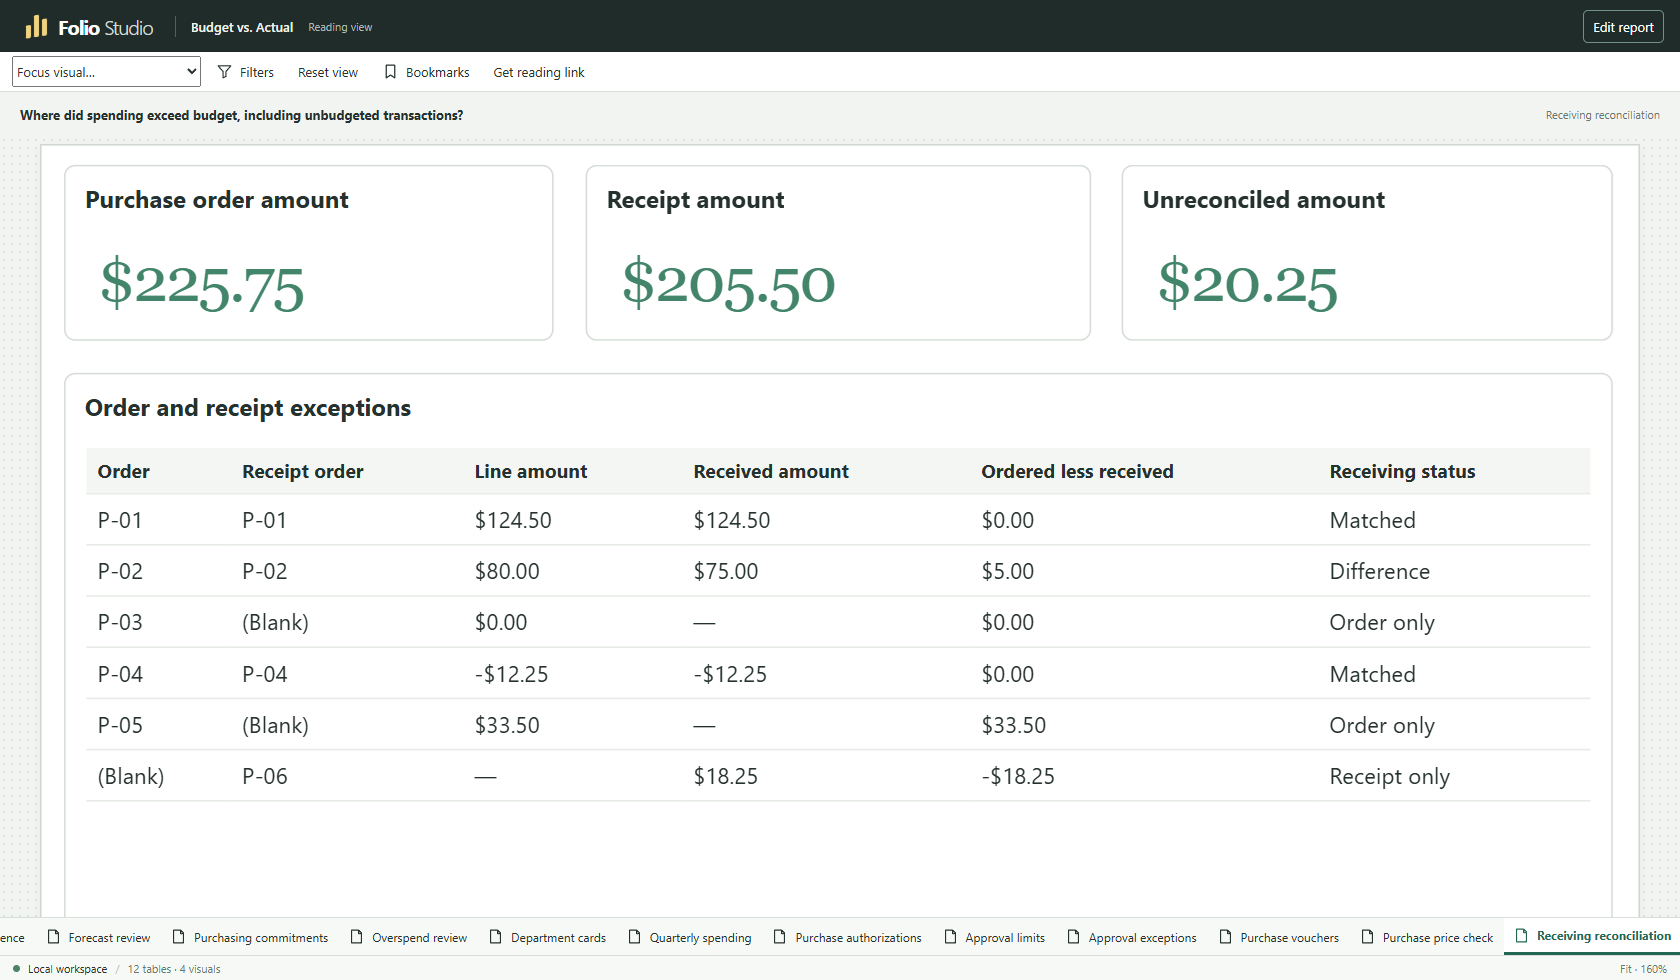 Folio Studio
Budget vs. Actual
Reading view
Edit report
Focus visual...
Filters
Reset view
Bookmarks
Get reading link
Where did spending exceed budget, including unbudgeted transactions?
Receiving reconciliation
Purchase order amount
$225.75
Receipt amount
$205.50
Unreconciled amount
$20.25
Order and receipt exceptions
Order Receipt order Line amount Received amount Ordered less received Receiving status
P-01 P-01 $124.50 $124.50 $0.00 Matched
P-02 P-02 $80.00 $75.00 $5.00 Difference
P-03 (Blank) $0.00 — $0.00 Order only
P-04 P-04 -$12.25 -$12.25 $0.00 Matched
P-05 (Blank) $33.50 — $33.50 Order only
(Blank) P-06 — $18.25 -$18.25 Receipt only
ence Forecast review Purchasing commitments Overspend review Department cards Quarterly spending Purchase authorizations Approval limits Approval exceptions Purchase vouchers Purchase price check Receiving reconciliation
Local workspace / 12 tables · 4 visuals
Fit · 160%